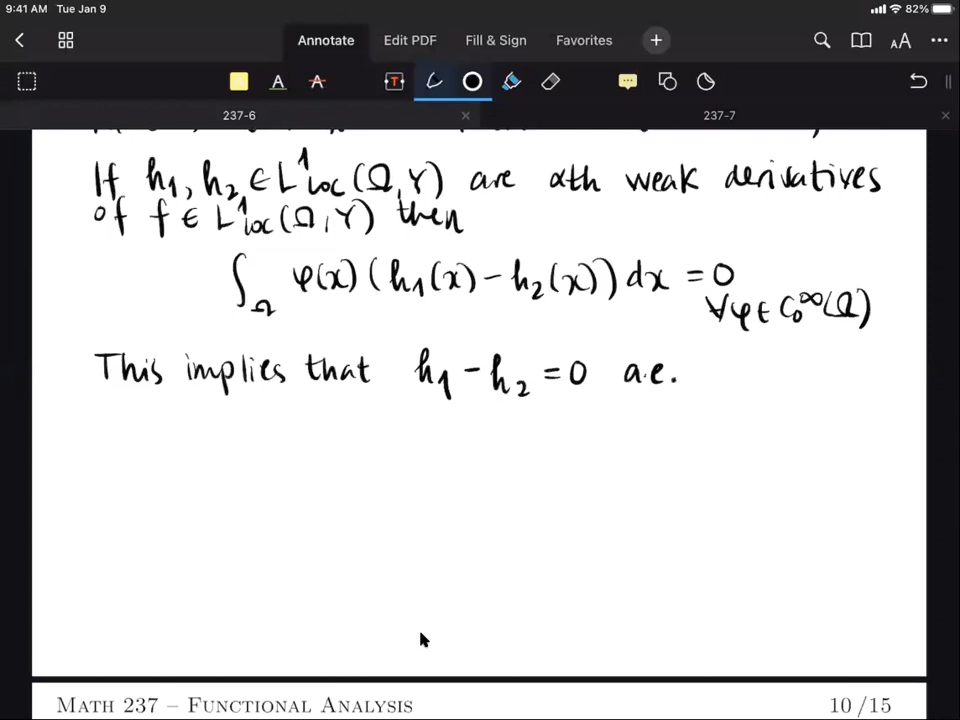 9:41 AM Tue Jan 9 82%
Annotate Edit PDF Fill & Sign Favorites
237-6 237-7
If h₁, h₂ ∈ L¹loc(Ω, Y) are αth weak derivatives
of f ∈ L¹loc(Ω, Y) then
∫_Ω φ(x)(h₁(x) − h₂(x)) dx = 0
∀φ ∈ C₀^∞(Ω)
This implies that h₁ − h₂ = 0 a.e.
MATH 237 – FUNCTIONAL ANALYSIS 10/15